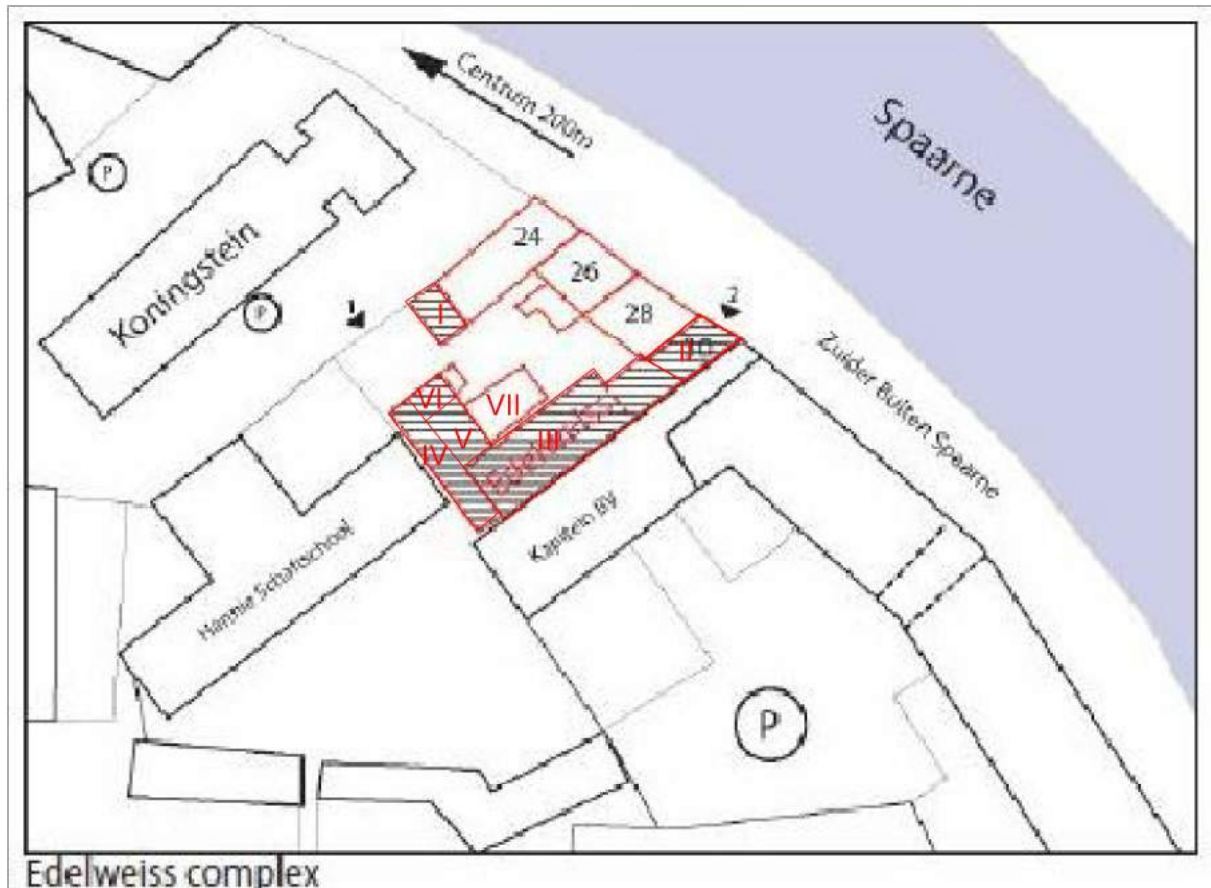 Centrum 200m
Spaarne
P
Koningstein
P
24
26
28
1
2
I
II
Zuider Buiten Spaarne
VI
VII
V
III
IV
Kapitein BV
Hannie Schaftschool
P
Edelweiss complex